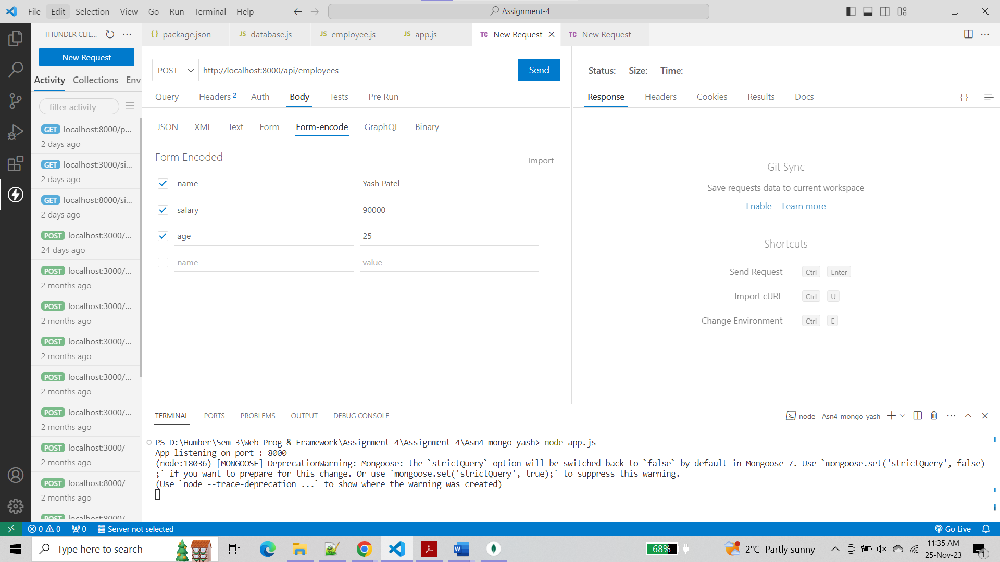 File Edit Selection View Go Run Terminal Help
Assignment-4
THUNDER CLIE...
{} package.json
JS database.js
JS employee.js
JS app.js
TC New Request
TC New Request
New Request
Activity Collections Env
filter activity
GET localhost:8000/p...
2 days ago
GET localhost:3000/si...
2 days ago
GET localhost:8000/si...
2 days ago
POST localhost:3000/...
24 days ago
POST localhost:3000/...
2 months ago
POST localhost:3000/...
2 months ago
POST localhost:3000/...
2 months ago
POST localhost:3000/...
2 months ago
POST localhost:3000/...
2 months ago
POST localhost:3000/
2 months ago
POST localhost:8000/
2 months ago
POST localhost:8000/
POST http://localhost:8000/api/employees Send
Query Headers 2 Auth Body Tests Pre Run
JSON XML Text Form Form-encode GraphQL Binary
Form Encoded
Import
name Yash Patel
salary 90000
age 25
name value
Status: Size: Time:
Response Headers Cookies Results Docs {}
Git Sync
Save requests data to current workspace
Enable Learn more
Shortcuts
Send Request Ctrl Enter
Import cURL Ctrl U
Change Environment Ctrl E
TERMINAL PORTS PROBLEMS OUTPUT DEBUG CONSOLE
node - Asn4-mongo-yash
PS D:\Humber\Sem-3\Web Prog & Framework\Assignment-4\Assignment-4\Asn4-mongo-yash> node app.js
App listening on port : 8000
(node:18036) [MONGOOSE] DeprecationWarning: Mongoose: the `strictQuery` option will be switched back to `false` by default in Mongoose 7. Use `mongoose.set('strictQuery', false)
;` if you want to prepare for this change. Or use `mongoose.set('strictQuery', true);` to suppress this warning.
(Use `node --trace-deprecation ...` to show where the warning was created)
0 0 0 Server not selected
Go Live
Type here to search
68%
2°C Partly sunny
11:35 AM
25-Nov-23
1